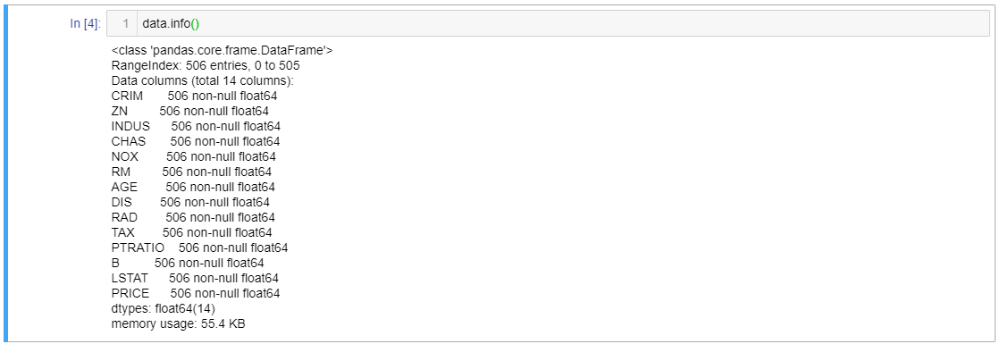 In [4]: 1 data.info()
<class 'pandas.core.frame.DataFrame'>
RangeIndex: 506 entries, 0 to 505
Data columns (total 14 columns):
CRIM 506 non-null float64
ZN 506 non-null float64
INDUS 506 non-null float64
CHAS 506 non-null float64
NOX 506 non-null float64
RM 506 non-null float64
AGE 506 non-null float64
DIS 506 non-null float64
RAD 506 non-null float64
TAX 506 non-null float64
PTRATIO 506 non-null float64
B 506 non-null float64
LSTAT 506 non-null float64
PRICE 506 non-null float64
dtypes: float64(14)
memory usage: 55.4 KB